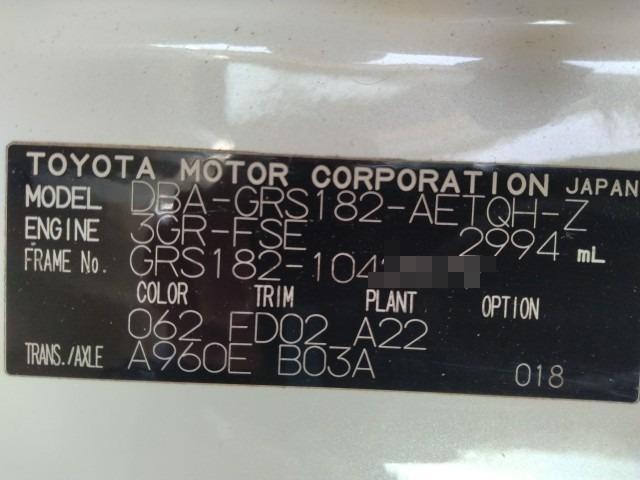 TOYOTA MOTOR CORPORATION JAPAN
MODEL DBA-GRS182-AETQH-Z
ENGINE 3GR-FSE 2994 mL
FRAME No. GRS182-104
COLOR TRIM PLANT OPTION
062 FD02 A22
TRANS./AXLE A960E B03A 018